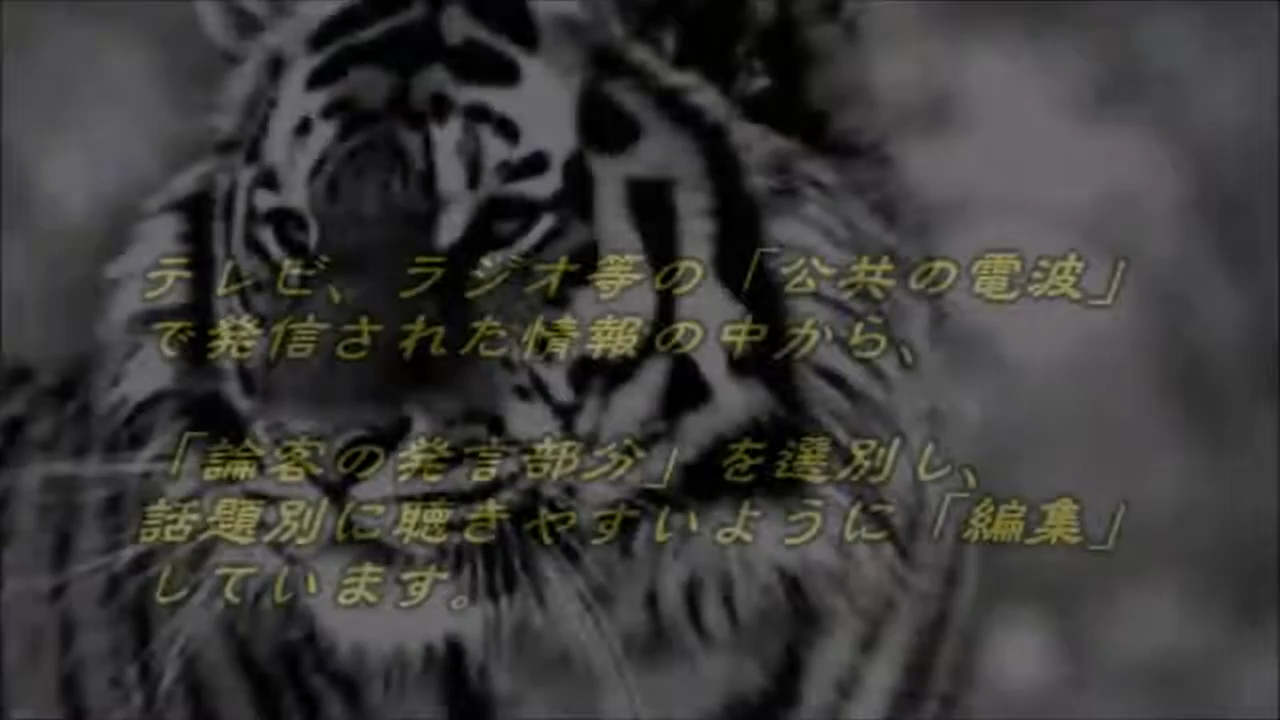 テレビ、ラジオ等の「公共の電波」
で発信された情報の中から、
「論客の発言部分」を選別し、
話題別に聴きやすいように「編集」
しています。